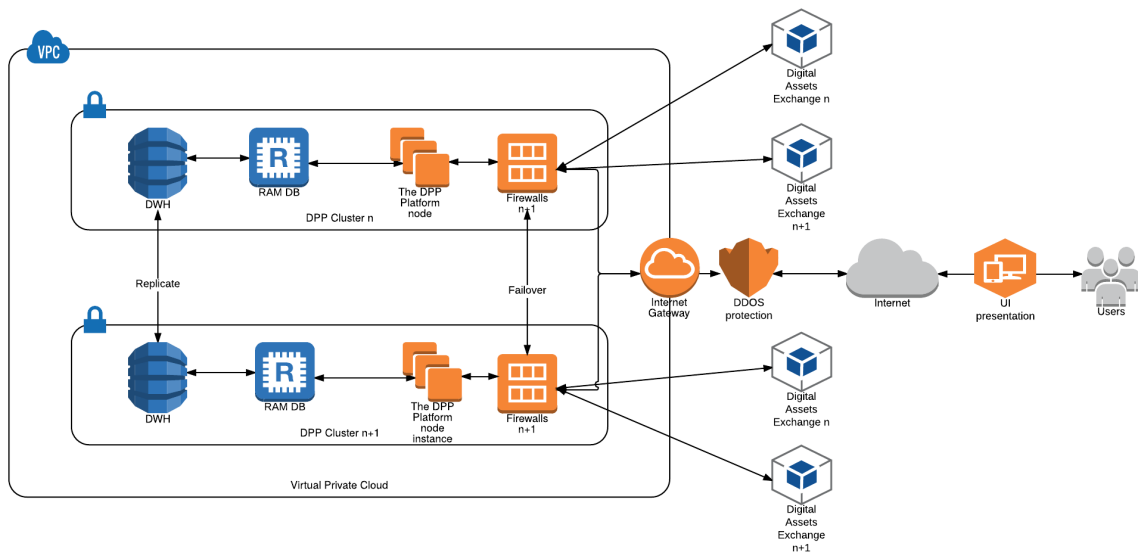 VPC
Digital
Assets
Exchange n
R
RAM DB
DWH
The DPP
Platform
node
Firewalls
n+1
DPP Cluster n
Digital
Assets
Exchange
n+1
Replicate
Failover
Internet
Gateway
DDOS
protection
Internet
UI
presentation
Users
R
RAM DB
DWH
The DPP
Platform
node
instance
Firewalls
n+1
DPP Cluster n+1
Digital
Assets
Exchange n
Virtual Private Cloud
Digital
Assets
Exchange
n+1